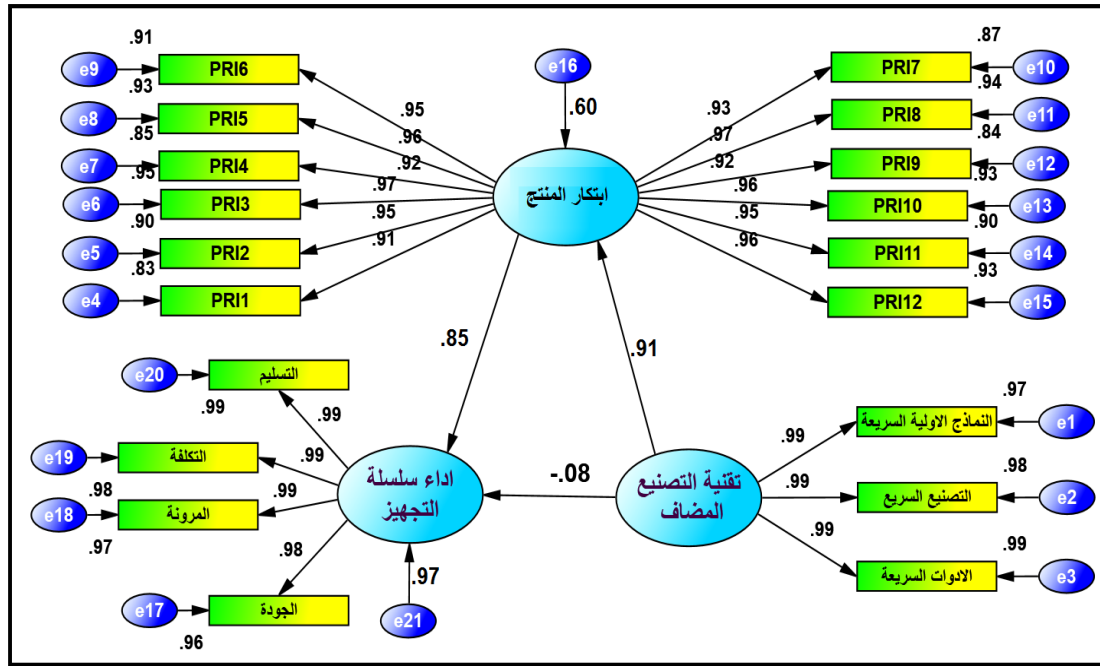 .91
e9
PRI6
.93
e8
PRI5
.85
e7
PRI4
.95
e6
PRI3
.90
e5
PRI2
.83
e4
PRI1
.95
.96
.92
.97
.95
.91
e16
.60
ابتكار المنتج
.93
.97
.92
.96
.95
.96
.87
PRI7
e10
.94
PRI8
e11
.84
PRI9
e12
.93
PRI10
e13
.90
PRI11
e14
.93
PRI12
e15
.85
.91
e20
التسليم
.99
.99
e19
التكلفة
.99
.98
e18
المرونة
.99
.97
.98
e17
الجودة
.96
اداء سلسلة
التجهيز
.97
e21
-.08
تقنية التصنيع
المضاف
.99
.99
.99
.97
النماذج الاولية السريعة
e1
.98
التصنيع السريع
e2
.99
الادوات السريعة
e3